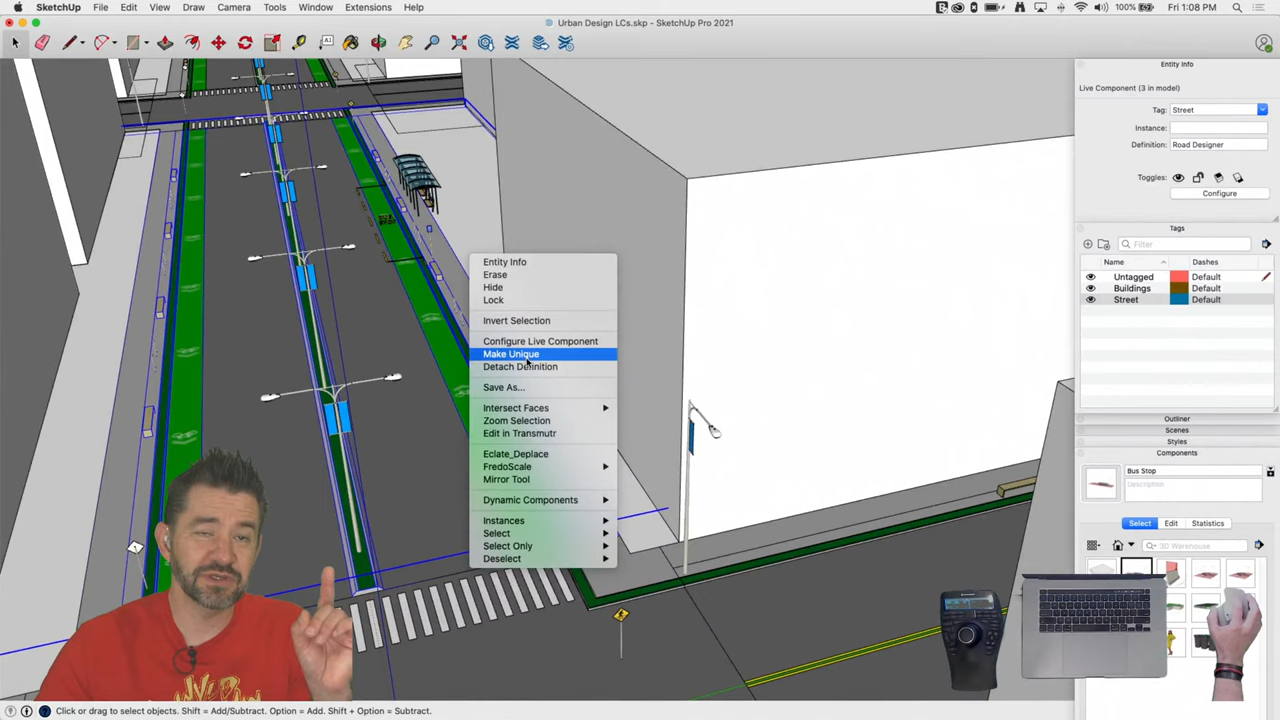 SketchUp File Edit View Draw Camera Tools Window Extensions Help
100% Fri 1:08 PM
Urban Design LCs.skp - SketchUp Pro 2021
Entity Info
Live Component (3 in model)
Tag: Street
Instance:
Definition: Road Designer
Toggles:
Configure
Tags
Filter
Name Dashes
Untagged Default
Buildings Default
Street Default
Outliner
Scenes
Styles
Components
Bus Stop
Description
Select Edit Statistics
3D Warehouse
Entity Info
Erase
Hide
Lock
Invert Selection
Configure Live Component
Make Unique
Detach Definition
Save As...
Intersect Faces
Zoom Selection
Edit in Transmutr
Eclate_Deplace
FredoScale
Mirror Tool
Dynamic Components
Instances
Select
Select Only
Deselect
Click or drag to select objects. Shift = Add/Subtract. Option = Add. Shift + Option = Subtract.